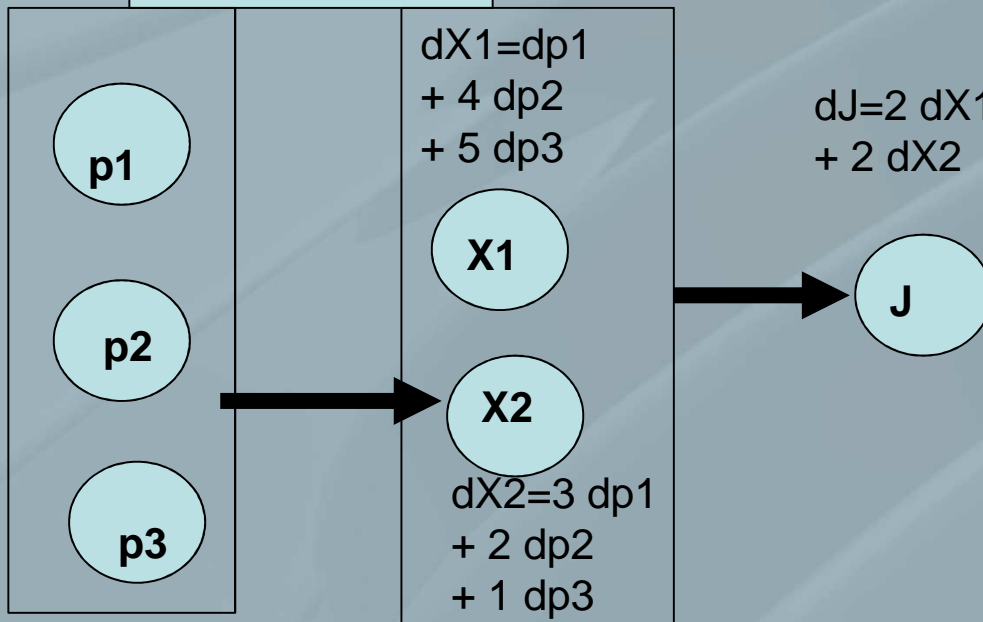 p1
p2
p3
dX1=dp1
+ 4 dp2
+ 5 dp3
X1
X2
dX2=3 dp1
+ 2 dp2
+ 1 dp3
dJ=2 dX1
+ 2 dX2
J